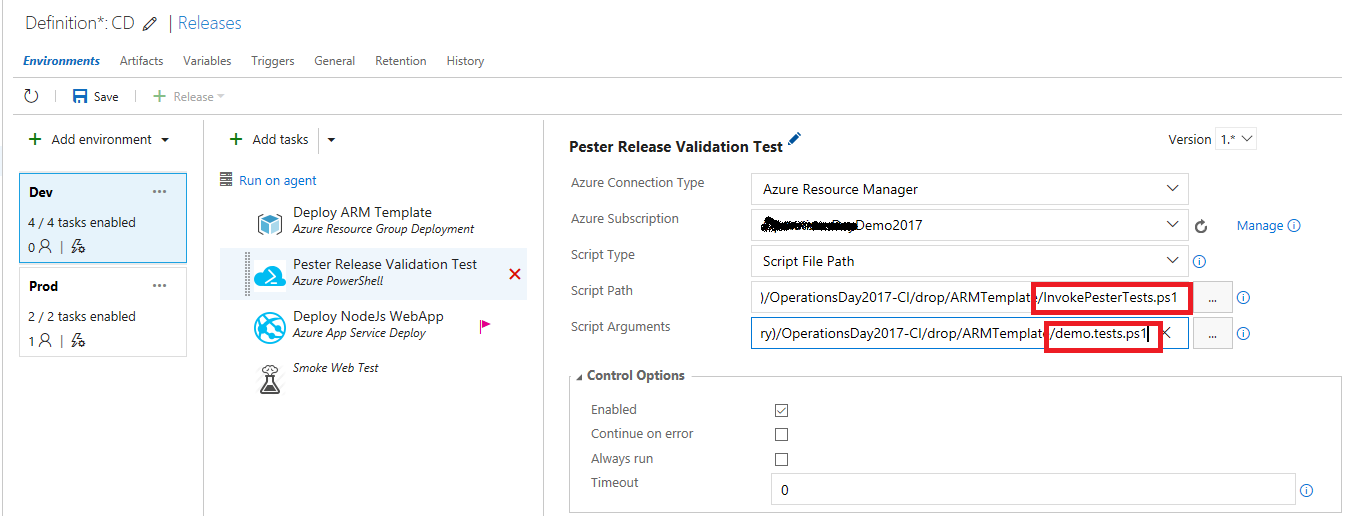 Definition*: CD | Releases
Environments Artifacts Variables Triggers General Retention History
Save | + Release
+ Add environment
Dev ...
4 / 4 tasks enabled
0 |
Prod ...
2 / 2 tasks enabled
1 |
+ Add tasks
Run on agent
Deploy ARM Template
Azure Resource Group Deployment
Pester Release Validation Test
Azure PowerShell
Deploy NodeJs WebApp
Azure App Service Deploy
Smoke Web Test
Pester Release Validation Test
Version 1.*
Azure Connection Type Azure Resource Manager
Azure Subscription Demo2017 Manage
Script Type Script File Path
Script Path )/OperationsDay2017-CI/drop/ARMTemplate/InvokePesterTests.ps1 ...
Script Arguments ry)/OperationsDay2017-CI/drop/ARMTemplate/demo.tests.ps1 ...
Control Options
Enabled
Continue on error
Always run
Timeout 0